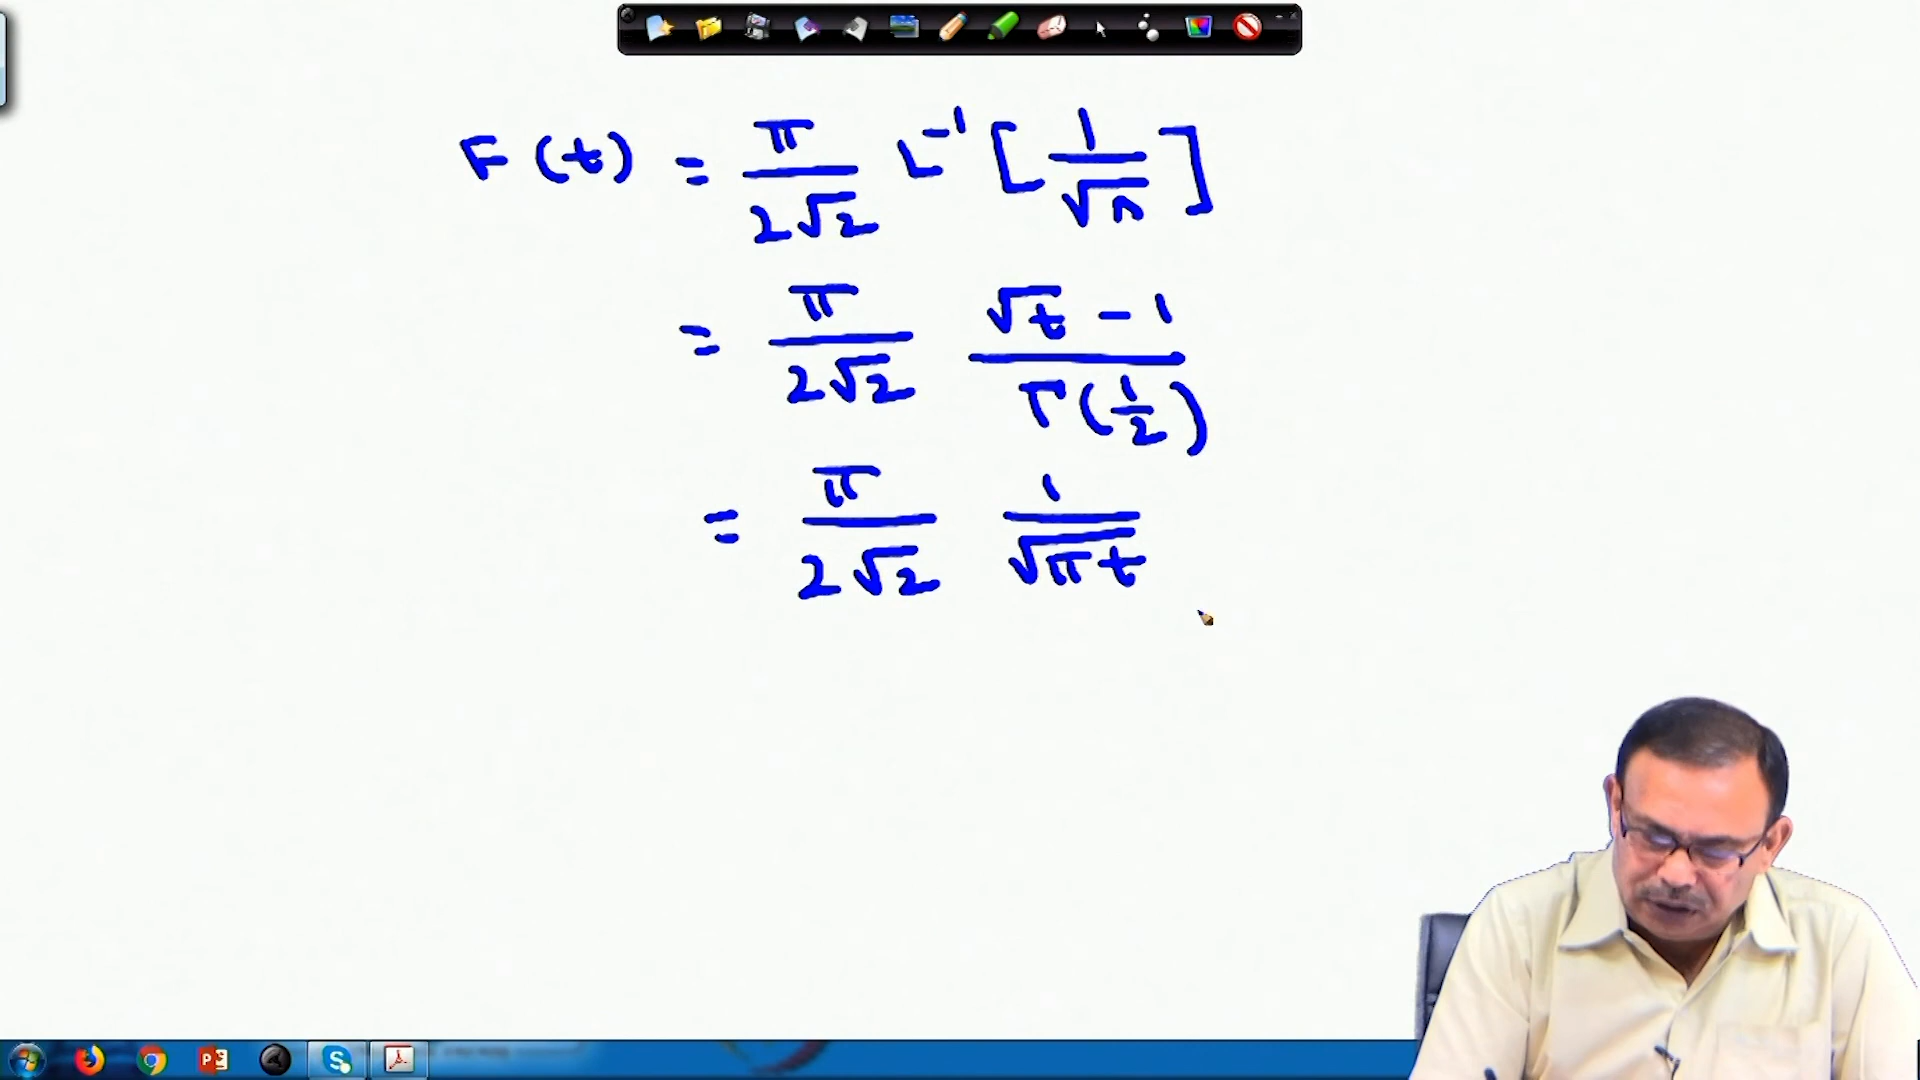 F(t) = π/(2√2) L⁻¹ [1/√s]
= π/(2√2) (√t - 1)/Γ(1/2)
= π/(2√2) 1/√(πt)